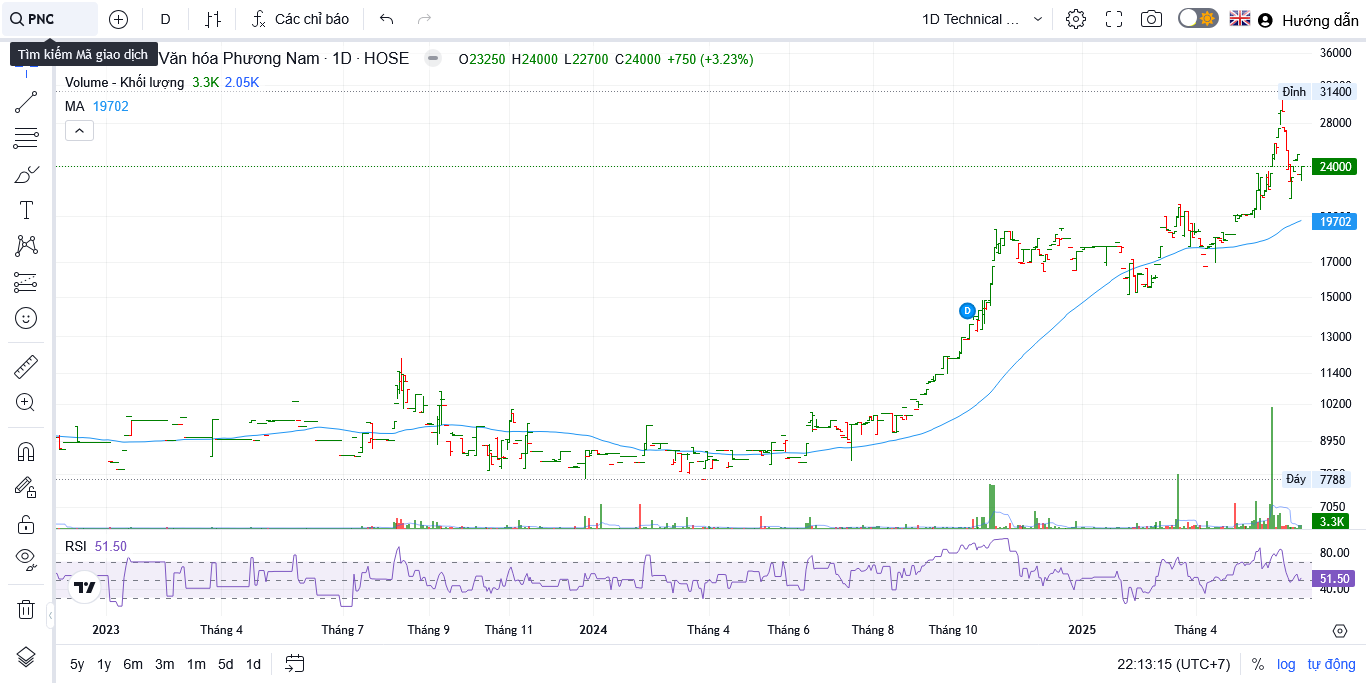 PNC
D
Các chỉ báo
1D Technical ...
Hướng dẫn
Tìm kiếm Mã giao dịch
Văn hóa Phương Nam · 1D · HOSE
O23250 H24000 L22700 C24000 +750 (+3.23%)
Volume - Khối lượng 3.3K 2.05K
MA 19702
36000
Đỉnh 31400
28000
24000
19702
17000
15000
D
13000
11400
10200
8950
Đáy 7788
7050
3.3K
RSI 51.50
80.00
51.50
40.00
2023 Tháng 4 Tháng 7 Tháng 9 Tháng 11 2024 Tháng 4 Tháng 6 Tháng 8 Tháng 10 2025 Tháng 4
5y 1y 6m 3m 1m 5d 1d
22:13:15 (UTC+7) % log tự động